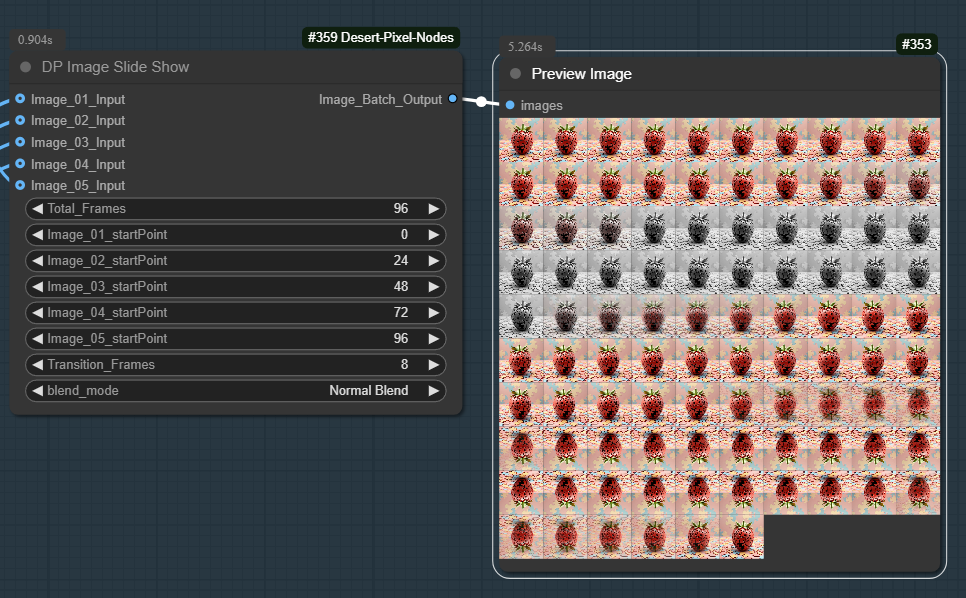 0.904s
#359 Desert-Pixel-Nodes
DP Image Slide Show
Image_01_Input
Image_Batch_Output
Image_02_Input
Image_03_Input
Image_04_Input
Image_05_Input
Total_Frames 96
Image_01_startPoint 0
Image_02_startPoint 24
Image_03_startPoint 48
Image_04_startPoint 72
Image_05_startPoint 96
Transition_Frames 8
blend_mode Normal Blend
5.264s
#353
Preview Image
images